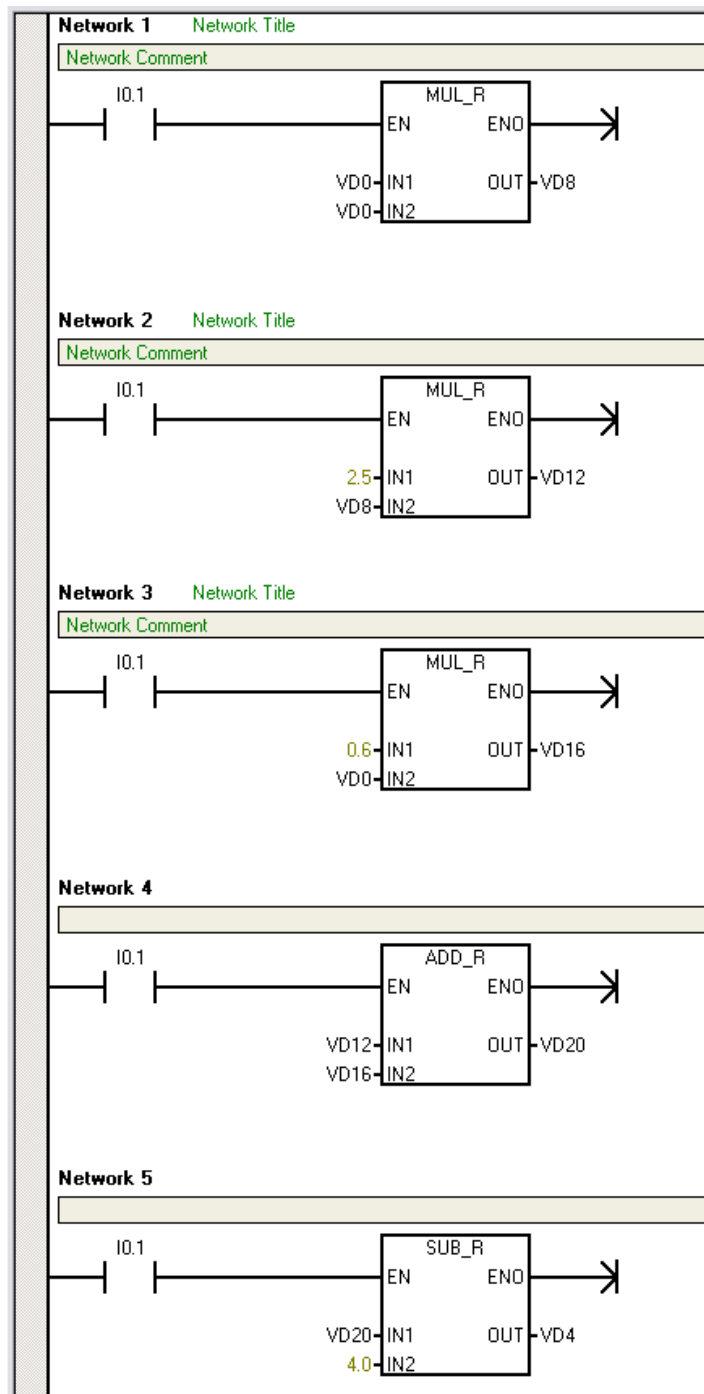 Network 1 Network Title
Network Comment
I0.1 MUL_R
EN ENO
VD0 IN1 OUT VD8
VD0 IN2
Network 2 Network Title
Network Comment
I0.1 MUL_R
EN ENO
2.5 IN1 OUT VD12
VD8 IN2
Network 3 Network Title
Network Comment
I0.1 MUL_R
EN ENO
0.6 IN1 OUT VD16
VD0 IN2
Network 4
I0.1 ADD_R
EN ENO
VD12 IN1 OUT VD20
VD16 IN2
Network 5
I0.1 SUB_R
EN ENO
VD20 IN1 OUT VD4
4.0 IN2